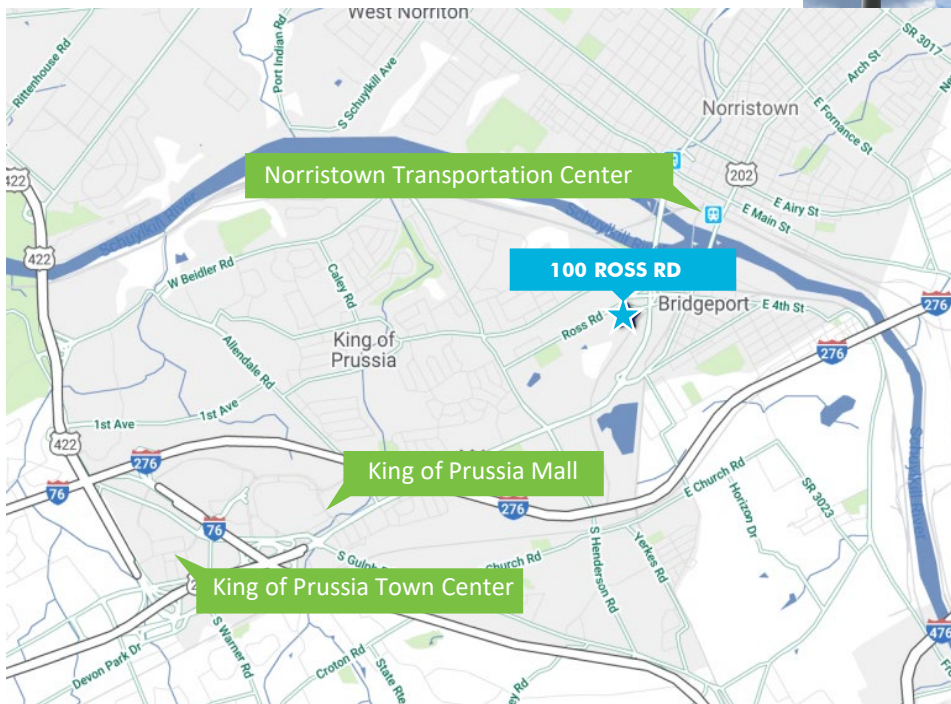 West Norriton
Rittenhouse Rd
Port Indian Rd
S Schuylkill Ave
SR 3017
Arch St
Norristown
E Fornance St
422
Norristown Transportation Center
202
E Airy St
E Main St
Schuylkill River
Schuylkill River
422
W Beidler Rd
Caley Rd
100 ROSS RD
Bridgeport
E 4th St
276
Ross Rd
King of
Prussia
Allendale Rd
276
1st Ave
1st Ave
422
276
76
King of Prussia Mall
276
E Church Rd
Horizon Dr
SR 3023
76
S Gulph
Church Rd
S Henderson Rd
Yerkes Rd
King of Prussia Town Center
S Warner Rd
Devon Park Dr
Croton Rd
State Rte
476